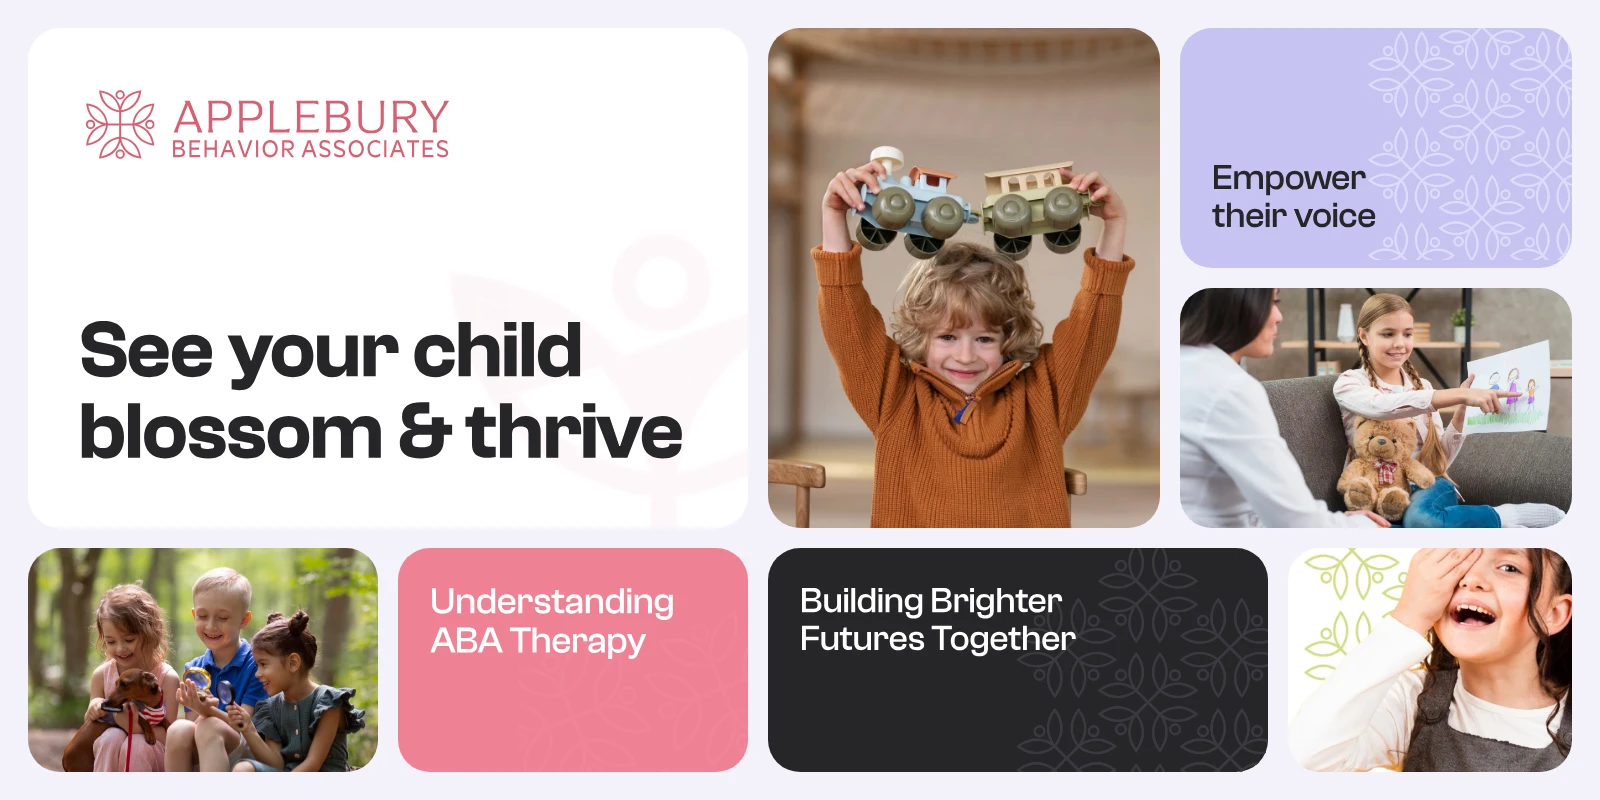 APPLEBURY
BEHAVIOR ASSOCIATES
See your child
blossom & thrive
Empower
their voice
Understanding
ABA Therapy
Building Brighter
Futures Together